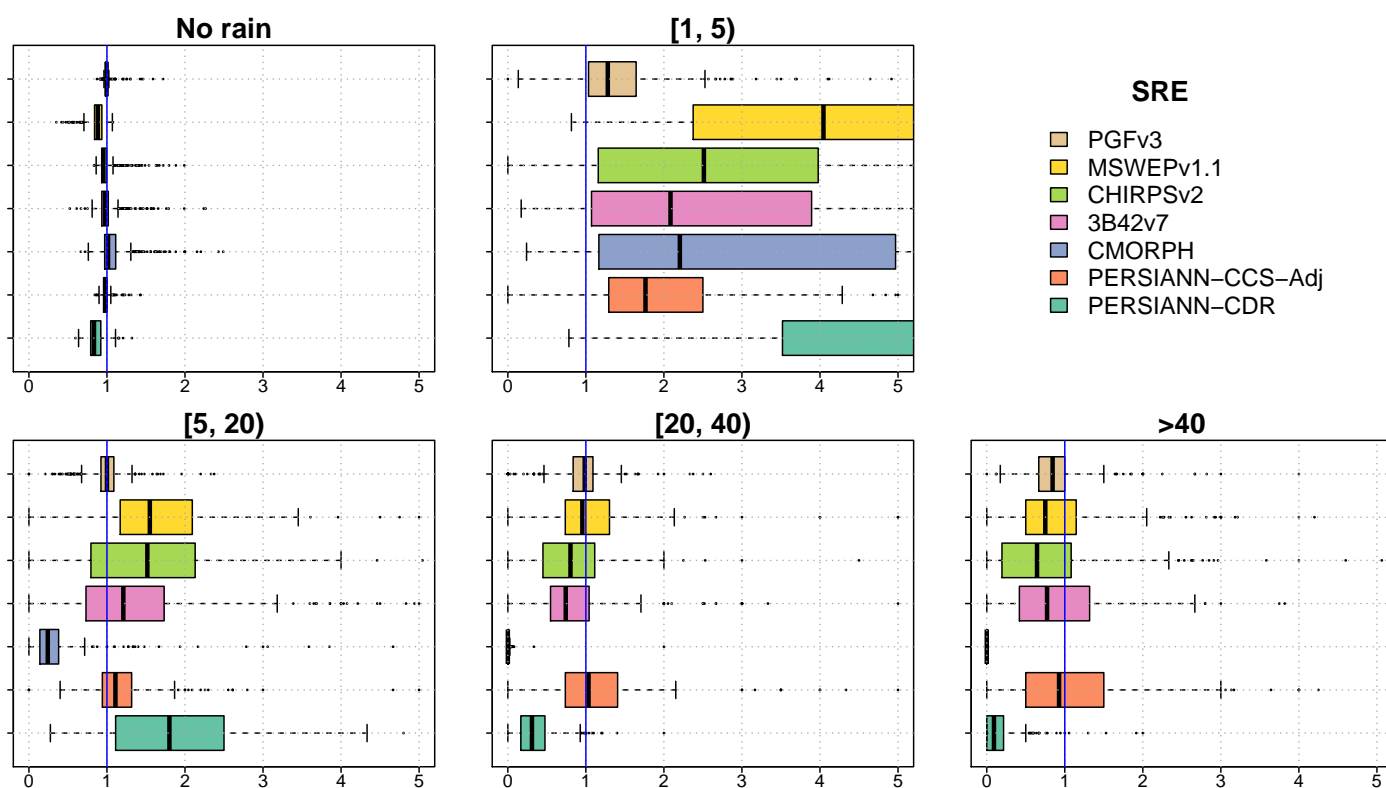 No rain
[1, 5)
SRE
PGFv3
MSWEPv1.1
CHIRPSv2
3B42v7
CMORPH
PERSIANN−CCS−Adj
PERSIANN−CDR
0 1 2 3 4 5
0 1 2 3 4 5
[5, 20)
[20, 40)
>40
0 1 2 3 4 5
0 1 2 3 4 5
0 1 2 3 4 5